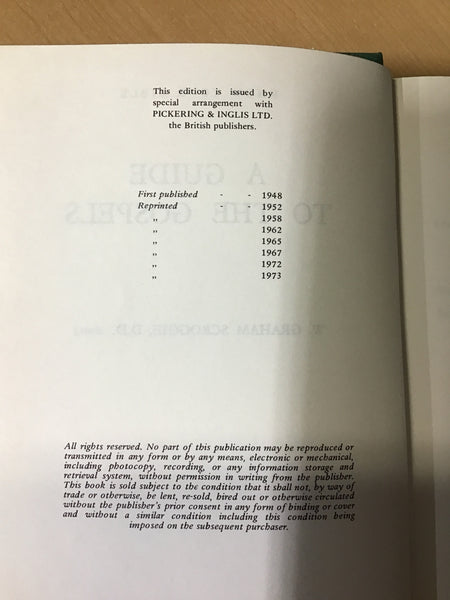 This edition is issued by
special arrangement with
PICKERING & INGLIS LTD.
the British publishers.
First published - - 1948
Reprinted - - 1952
„ 1958
„ 1962
„ 1965
„ 1967
„ 1972
„ 1973
A GUIDE
TO THE GOSPELS
W. GRAHAM SCROGGIE, D.D.
All rights reserved. No part of this publication may be reproduced or
transmitted in any form or by any means, electronic or mechanical,
including photocopy, recording, or any information storage and
retrieval system, without permission in writing from the publisher.
This book is sold subject to the condition that it shall not, by way of
trade or otherwise, be lent, re-sold, hired out or otherwise circulated
without the publisher's prior consent in any form of binding or cover
and without a similar condition including this condition being
imposed on the subsequent purchaser.